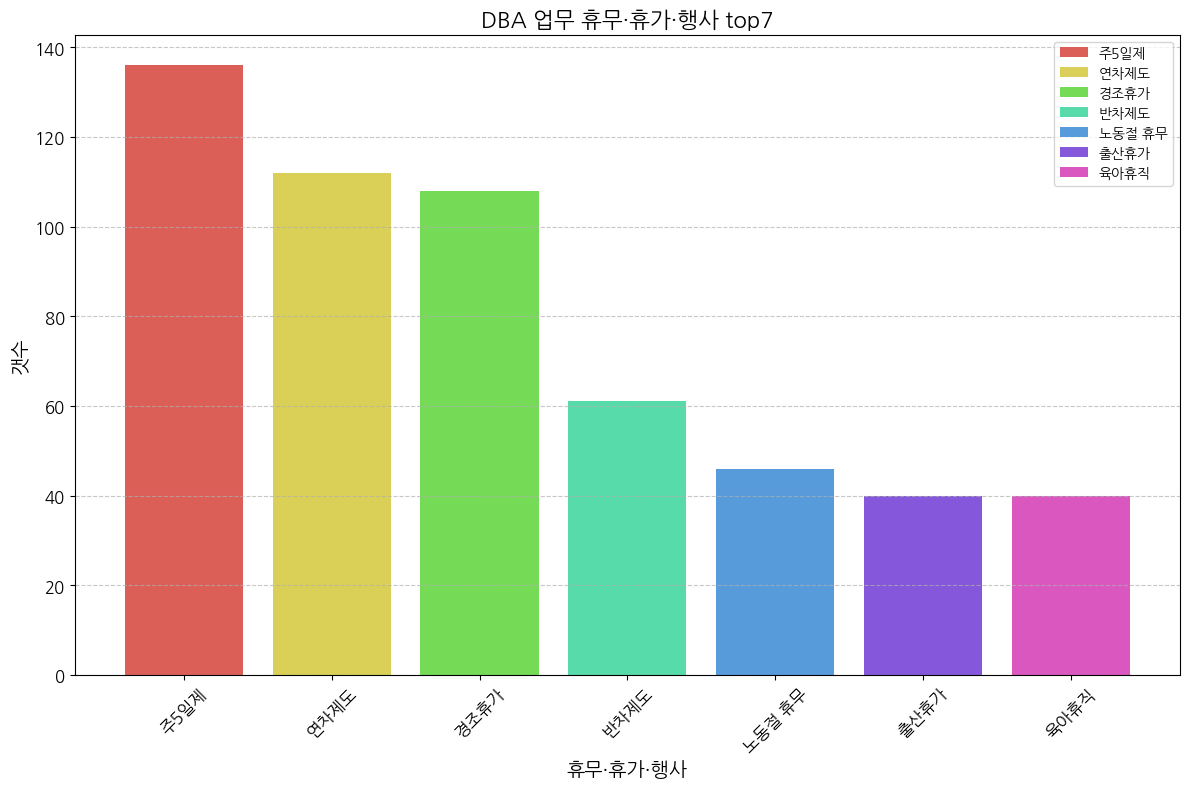 DBA 업무 휴무·휴가·행사 top7
140
120
100
80
60
40
20
0
갯수
주5일제
연차제도
경조휴가
반차제도
노동절 휴무
출산휴가
육아휴직
주5일제
연차제도
경조휴가
반차제도
노동절 휴무
출산휴가
육아휴직
휴무·휴가·행사